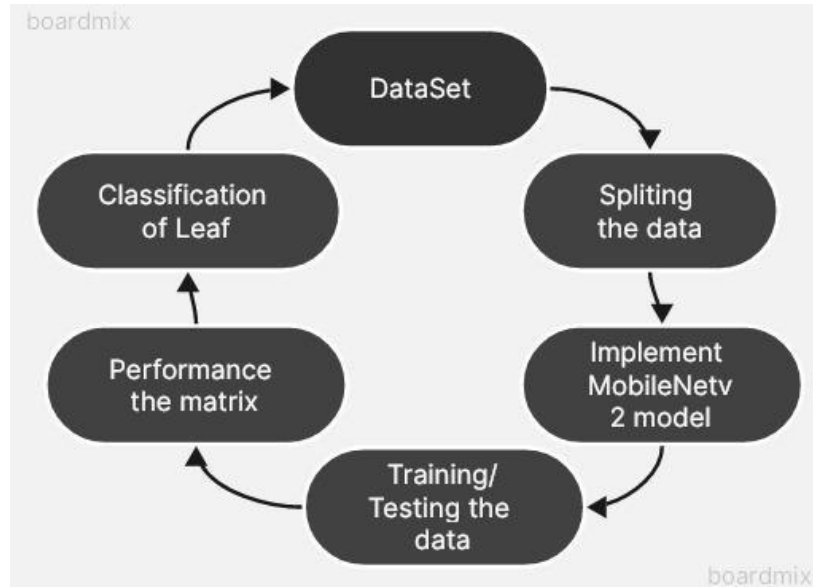 boardmix
DataSet
Spliting
the data
Implement
MobileNetv
2 model
Training/
Testing the
data
Performance
the matrix
Classification
of Leaf
boardmix